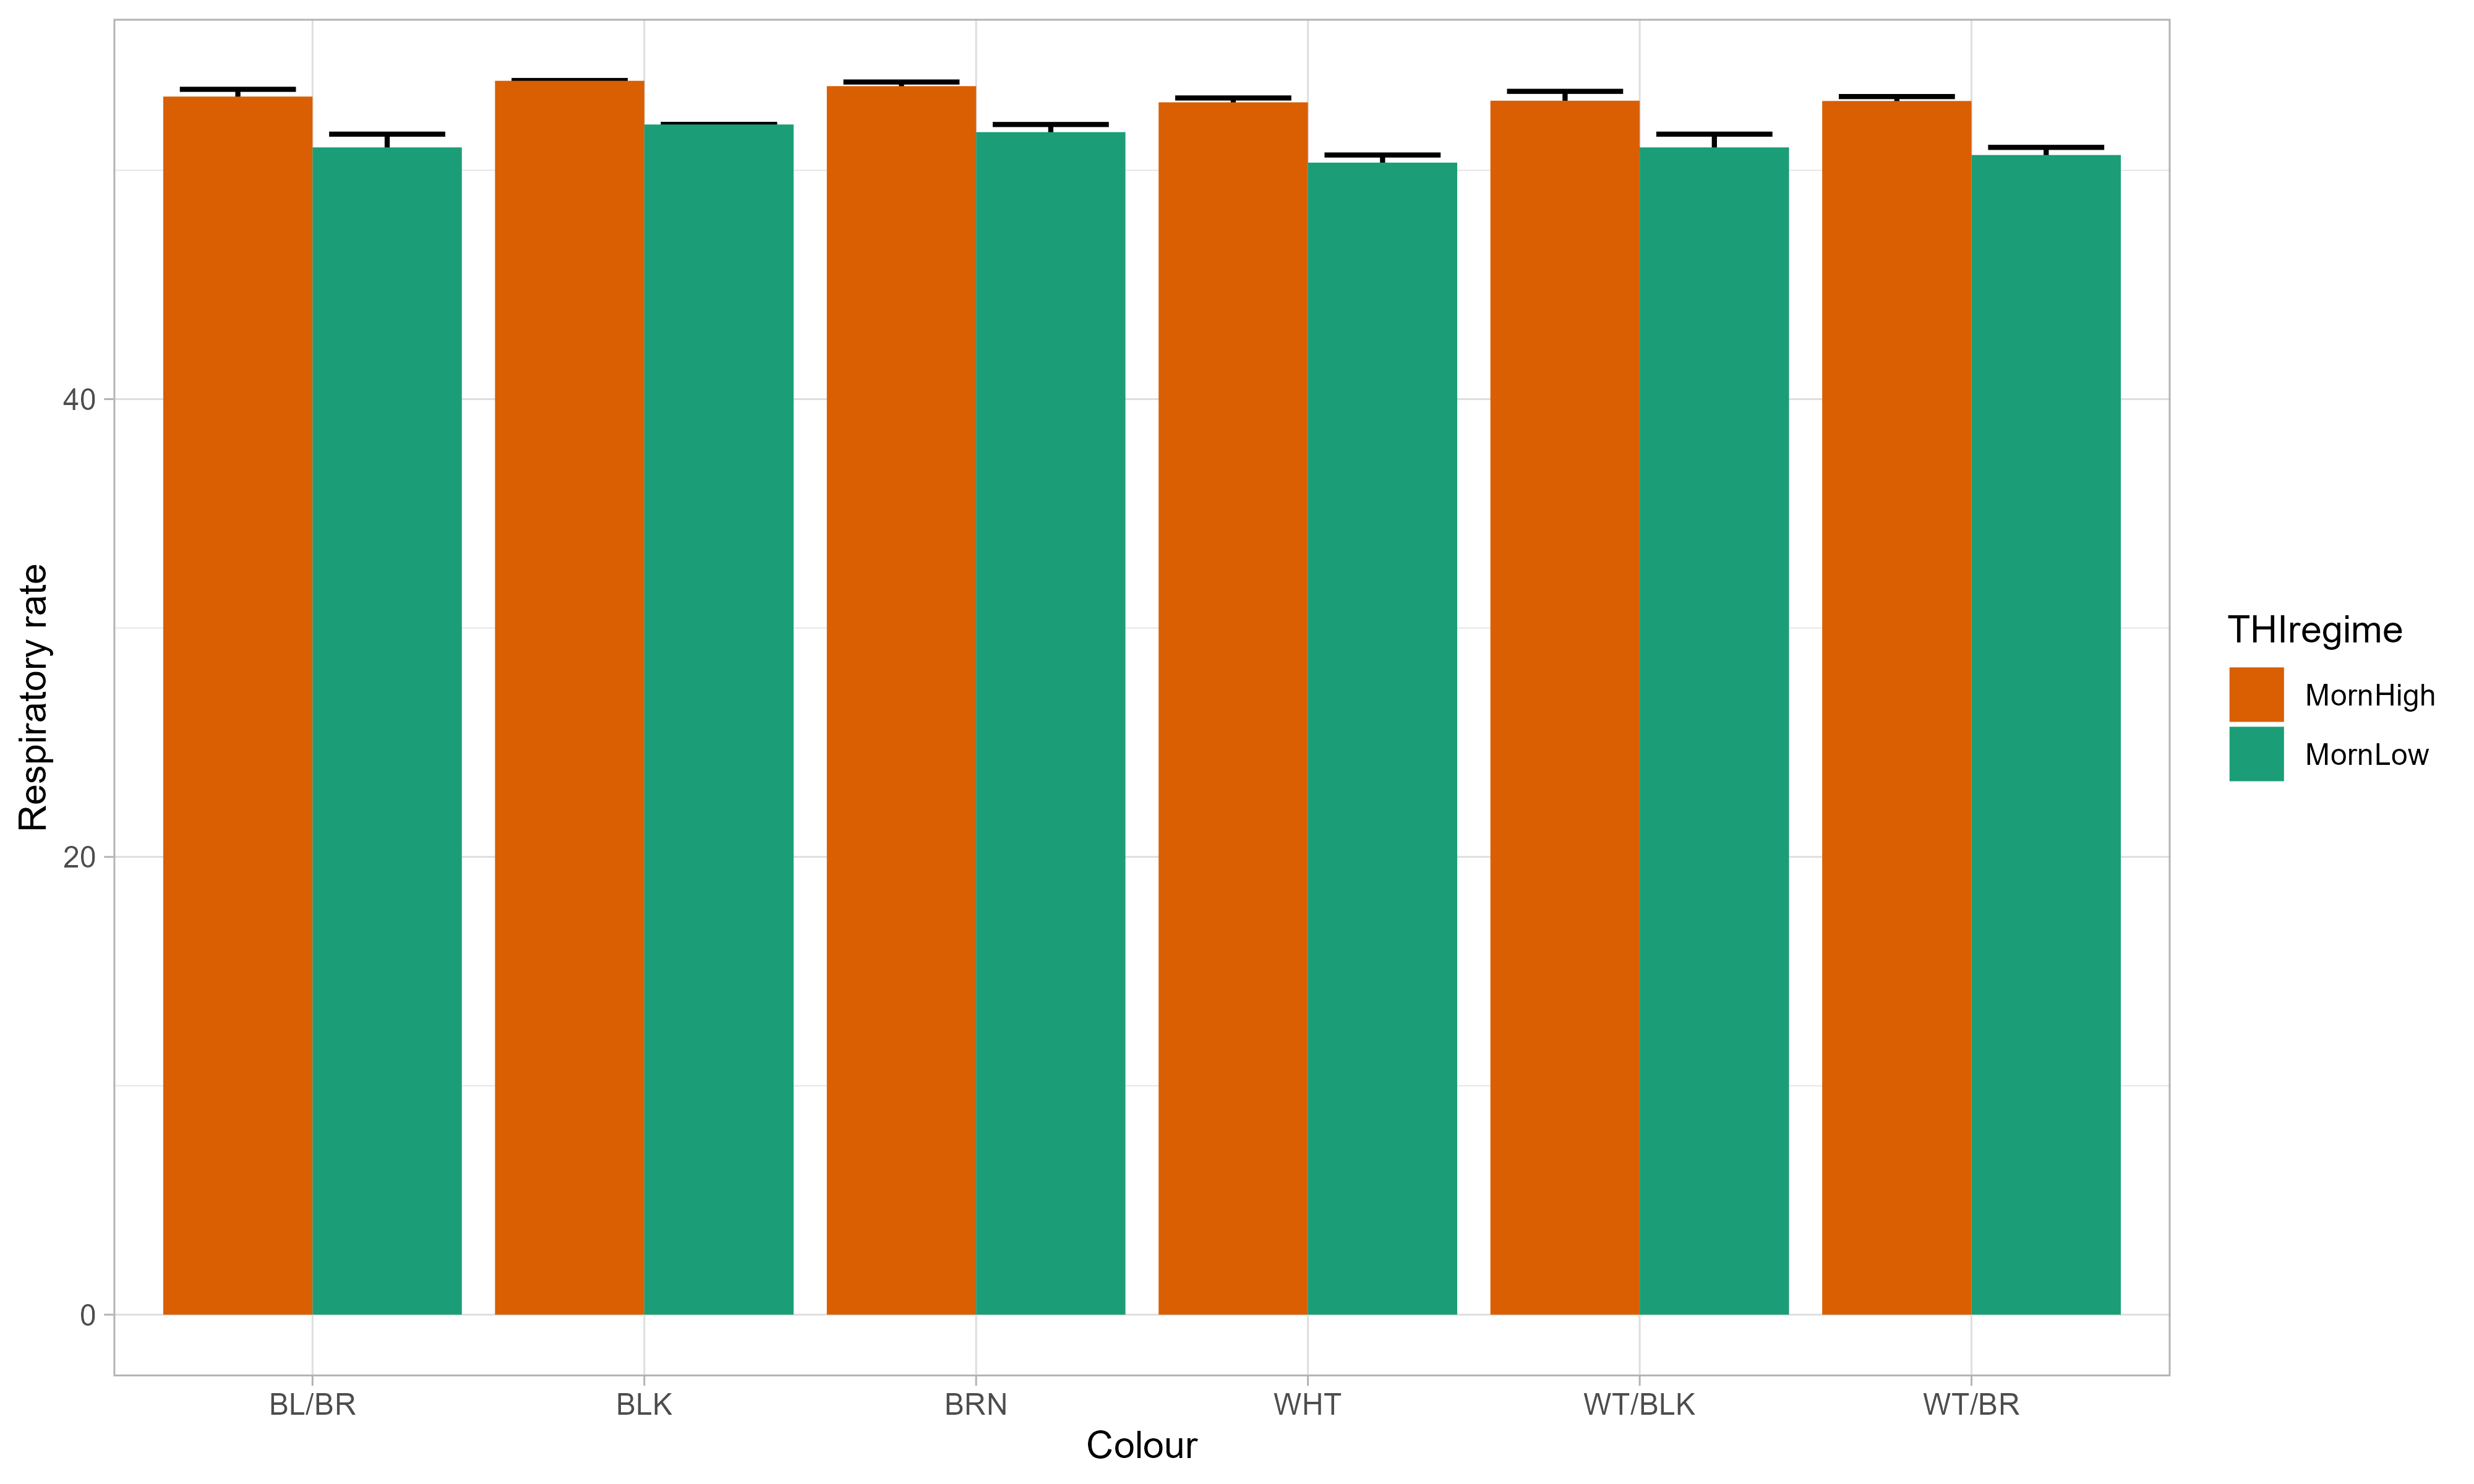 Respiratory rate
40
20
0
BL/BR BLK BRN WHT WT/BLK WT/BR
Colour
THIregime
MornHigh
MornLow